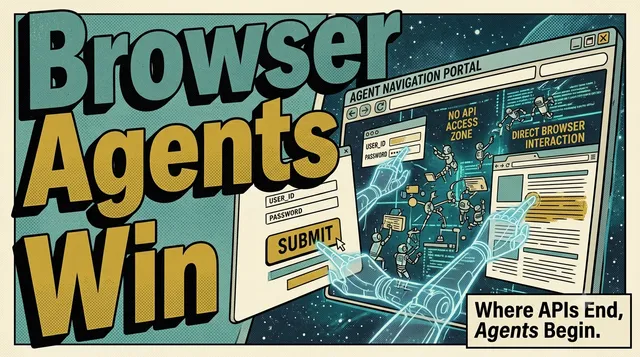 Browser
Agents
Win
AGENT NAVIGATION PORTAL
NO API
ACCESS
ZONE
DIRECT BROWSER
INTERACTION
USER_ID
PASSWORD
USER_ID
PASSWORD
SUBMIT
Where APIs End,
Agents Begin.